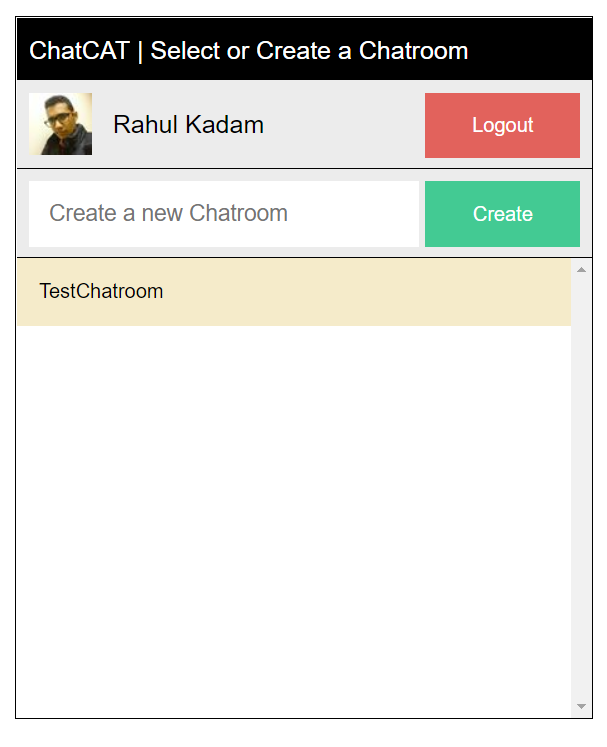 ChatCAT | Select or Create a Chatroom
Rahul Kadam
Logout
Create a new Chatroom
Create
TestChatroom